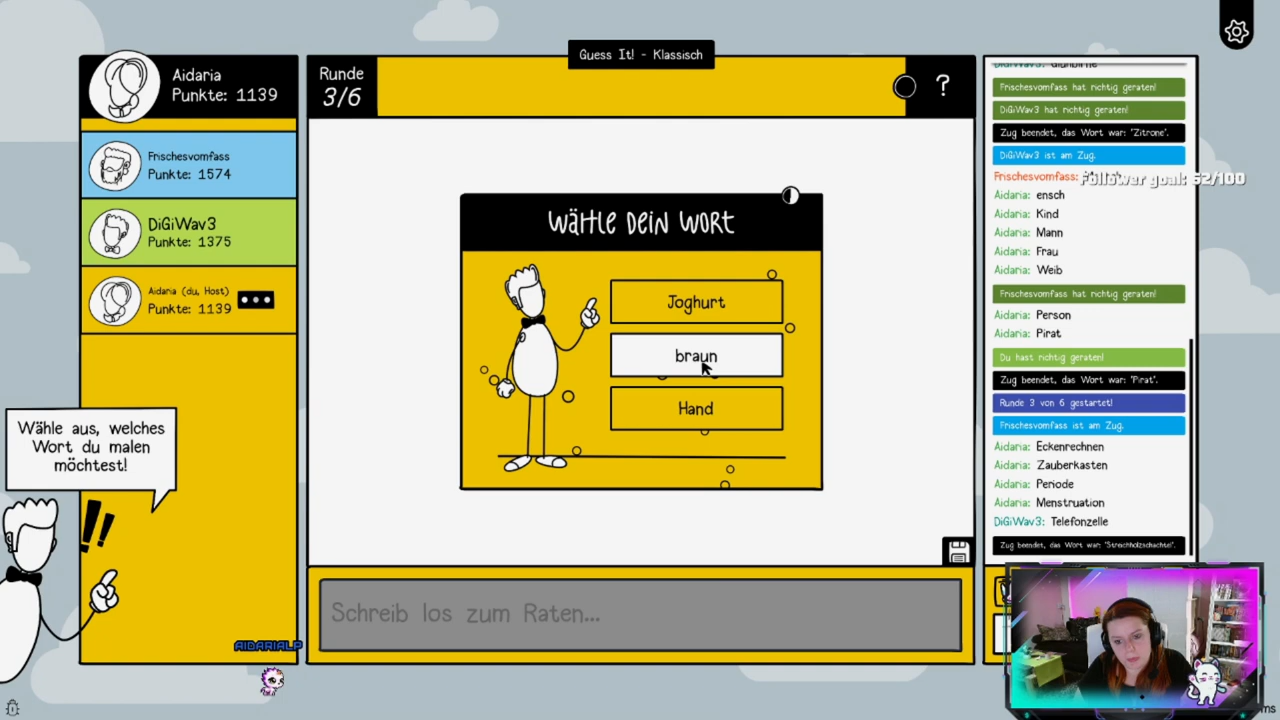 Guess It! - Klassisch
Aidaria
Punkte: 1139
Frischesvomfass
Punkte: 1574
DiGiWav3
Punkte: 1375
Aidaria (du, Host)
Punkte: 1139
Wähle aus, welches
Wort du malen
möchtest!
!!
AIDARIALP
Runde
3/6
?
Wähle dein Wort
Joghurt
braun
Hand
Schreib los zum Raten...
Frischesvomfass hat richtig geraten!
DiGiWav3 hat richtig geraten!
Zug beendet, das Wort war: "Zitrone".
DiGiWav3 ist am Zug.
Frischesvomfass:
Follower goal: 52/100
Aidaria: ensch
Aidaria: Kind
Aidaria: Mann
Aidaria: Frau
Aidaria: Weib
Frischesvomfass hat richtig geraten!
Aidaria: Person
Aidaria: Pirat
Du hast richtig geraten!
Zug beendet, das Wort war: "Pirat".
Runde 3 von 6 gestartet!
Frischesvomfass ist am Zug.
Aidaria: Eckenrechnen
Aidaria: Zauberkasten
Aidaria: Periode
Aidaria: Menstruation
DiGiWav3: Telefonzelle
Zug beendet, das Wort war: "Streichholzschachtel".
ms